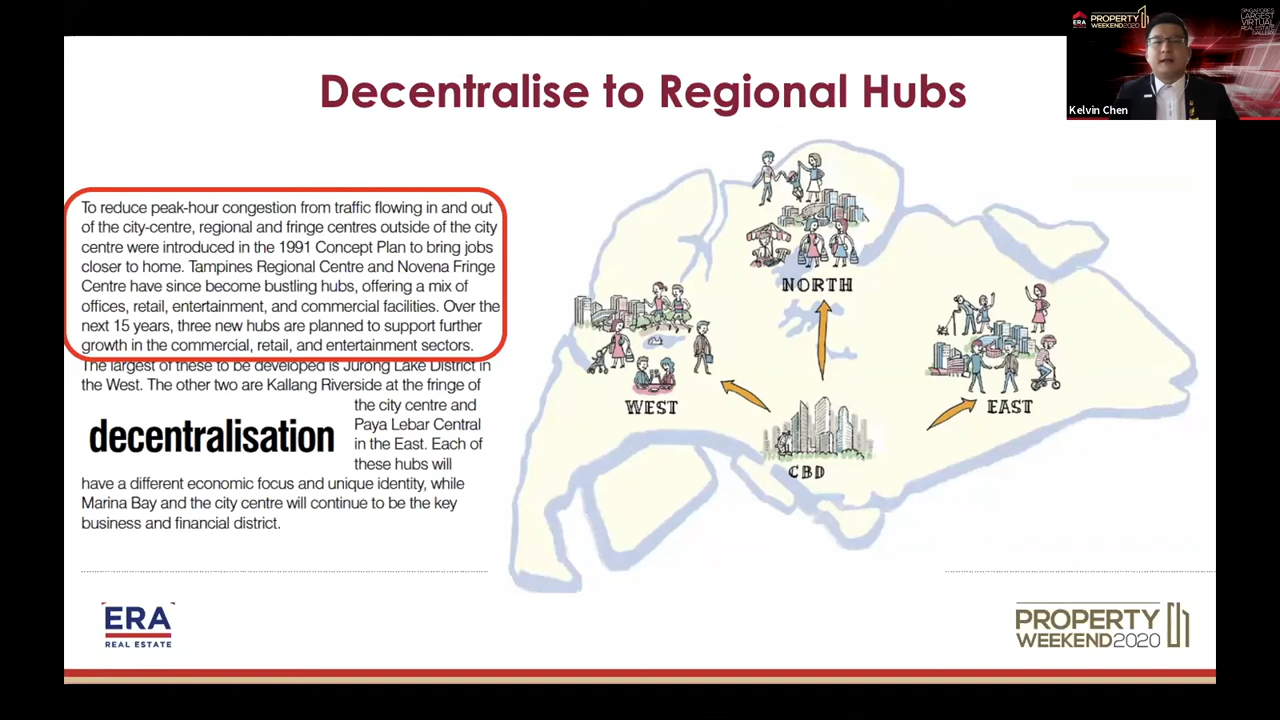 Decentralise to Regional Hubs
ERA
PROPERTY
WEEKEND2020
SINGAPORE'S
LARGEST
VIRTUAL
REAL ESTATE
GALLERY
Kelvin Chen
To reduce peak-hour congestion from traffic flowing in and out
of the city-centre, regional and fringe centres outside of the city
centre were introduced in the 1991 Concept Plan to bring jobs
closer to home. Tampines Regional Centre and Novena Fringe
Centre have since become bustling hubs, offering a mix of
offices, retail, entertainment, and commercial facilities. Over the
next 15 years, three new hubs are planned to support further
growth in the commercial, retail, and entertainment sectors.
The largest of these to be developed is Jurong Lake District in
the West. The other two are Kallang Riverside at the fringe of
the city centre and
Paya Lebar Central
in the East. Each of
these hubs will
decentralisation
have a different economic focus and unique identity, while
Marina Bay and the city centre will continue to be the key
business and financial district.
NORTH
WEST
EAST
CBD
ERA
REAL ESTATE
PROPERTY
WEEKEND2020